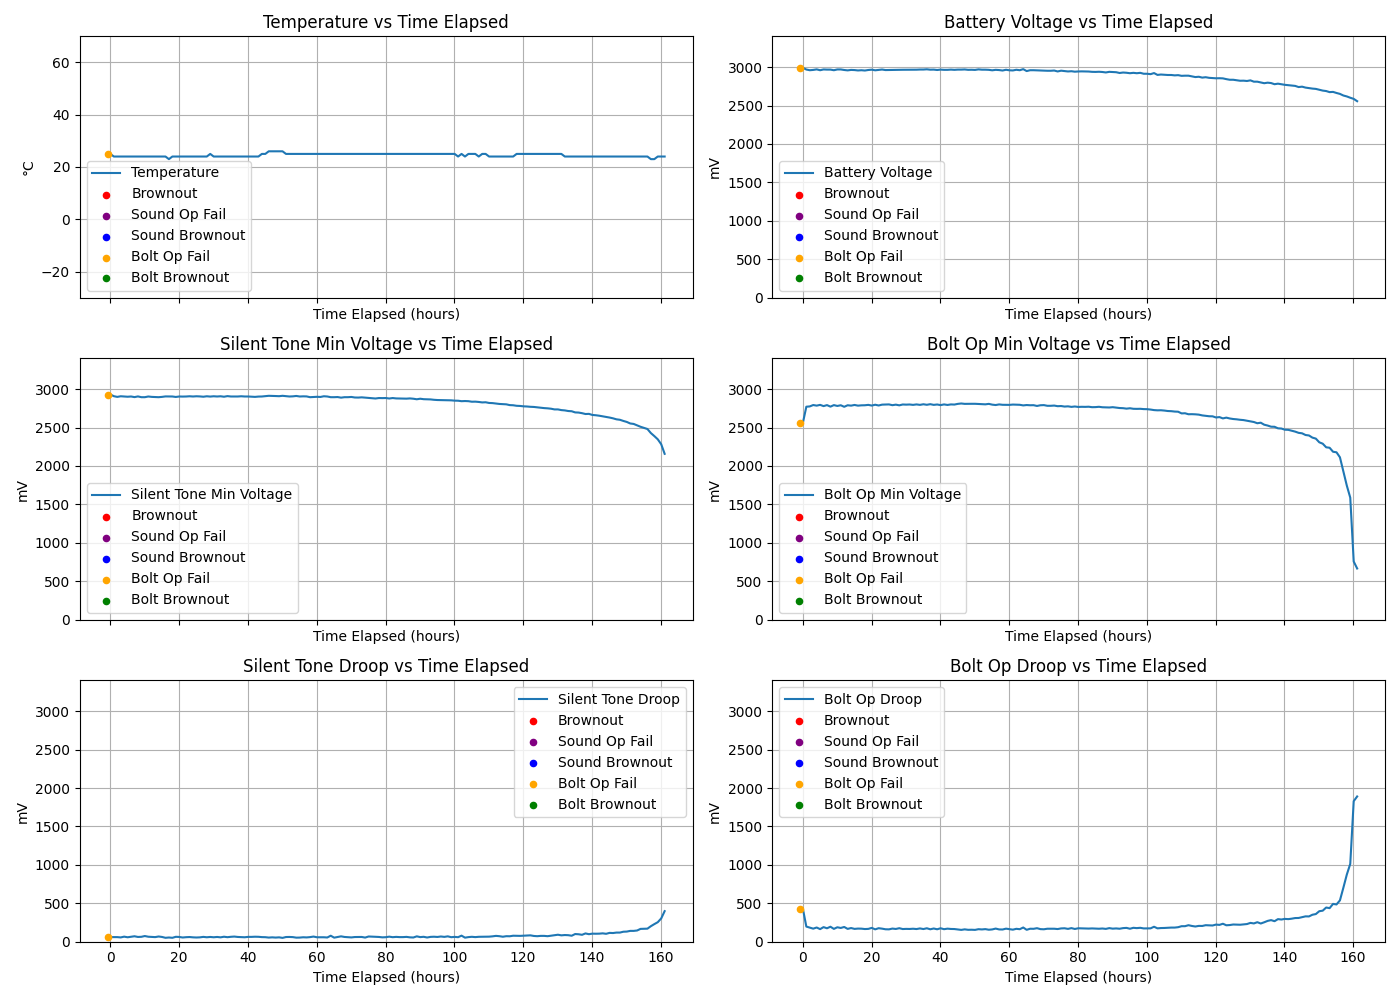 Temperature vs Time Elapsed
°C
60
40
20
0
−20
Temperature
Brownout
Sound Op Fail
Sound Brownout
Bolt Op Fail
Bolt Brownout
Time Elapsed (hours)
Battery Voltage vs Time Elapsed
mV
3000
2500
2000
1500
1000
500
0
Battery Voltage
Brownout
Sound Op Fail
Sound Brownout
Bolt Op Fail
Bolt Brownout
Time Elapsed (hours)
Silent Tone Min Voltage vs Time Elapsed
mV
3000
2500
2000
1500
1000
500
0
Silent Tone Min Voltage
Brownout
Sound Op Fail
Sound Brownout
Bolt Op Fail
Bolt Brownout
Time Elapsed (hours)
Bolt Op Min Voltage vs Time Elapsed
mV
3000
2500
2000
1500
1000
500
0
Bolt Op Min Voltage
Brownout
Sound Op Fail
Sound Brownout
Bolt Op Fail
Bolt Brownout
Time Elapsed (hours)
Silent Tone Droop vs Time Elapsed
mV
3000
2500
2000
1500
1000
500
0
Silent Tone Droop
Brownout
Sound Op Fail
Sound Brownout
Bolt Op Fail
Bolt Brownout
0 20 40 60 80 100 120 140 160
Time Elapsed (hours)
Bolt Op Droop vs Time Elapsed
mV
3000
2500
2000
1500
1000
500
0
Bolt Op Droop
Brownout
Sound Op Fail
Sound Brownout
Bolt Op Fail
Bolt Brownout
0 20 40 60 80 100 120 140 160
Time Elapsed (hours)